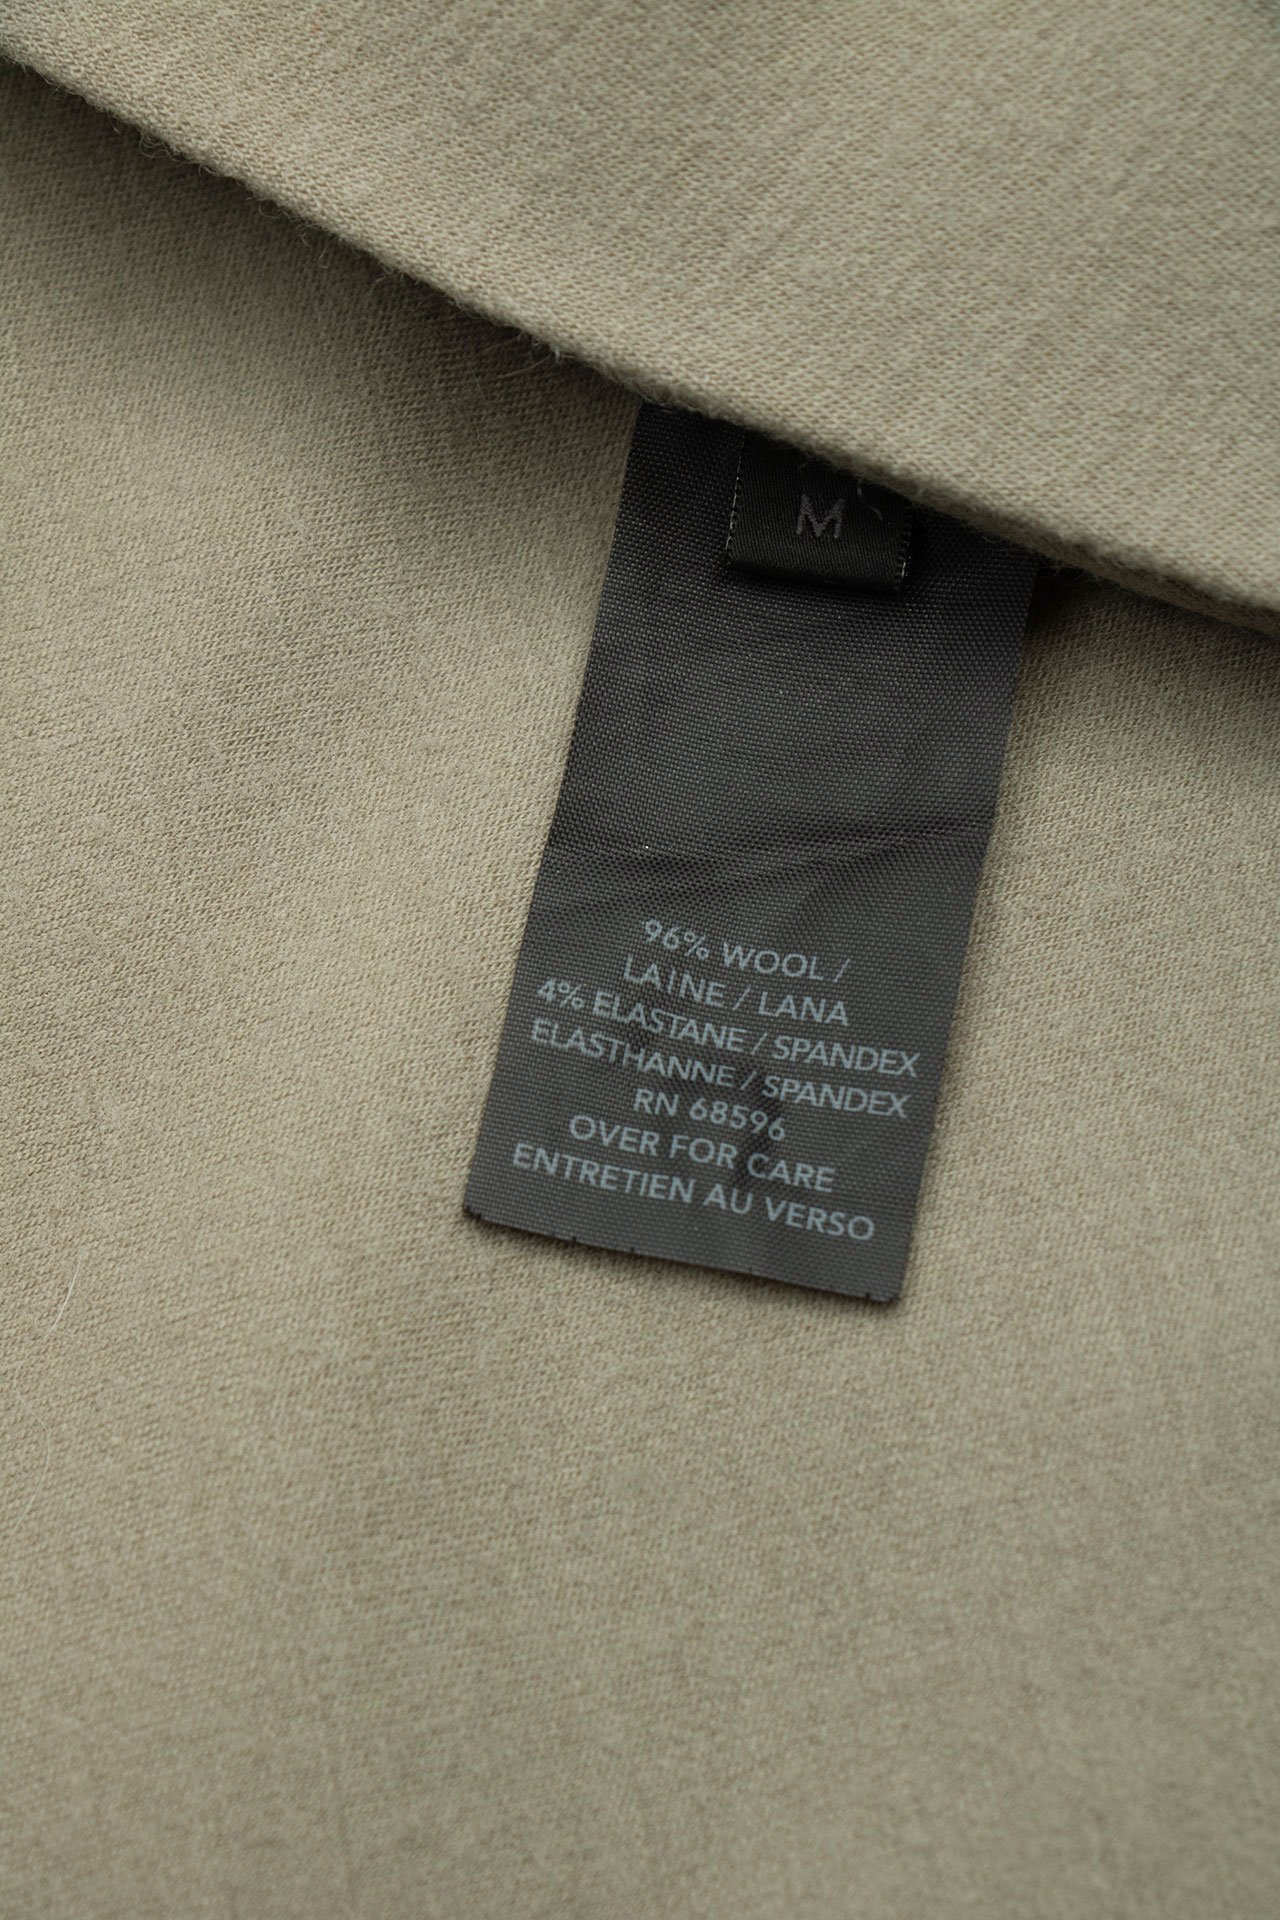 M
96% WOOL /
LAINE / LANA
4% ELASTANE / SPANDEX
ELASTHANNE / SPANDEX
RN 68596
OVER FOR CARE
ENTRETIEN AU VERSO